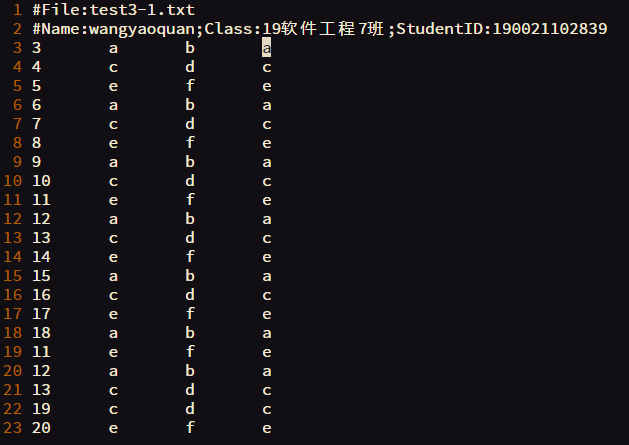 1 #File:test3-1.txt
2 #Name:wangyaoquan;Class:19软件工程7班;StudentID:190021102839
3 3 a b a
4 4 c d c
5 5 e f e
6 6 a b a
7 7 c d c
8 8 e f e
9 9 a b a
10 10 c d c
11 11 e f e
12 12 a b a
13 13 c d c
14 14 e f e
15 15 a b a
16 16 c d c
17 17 e f e
18 18 a b a
19 11 e f e
20 12 a b a
21 13 c d c
22 19 c d c
23 20 e f e